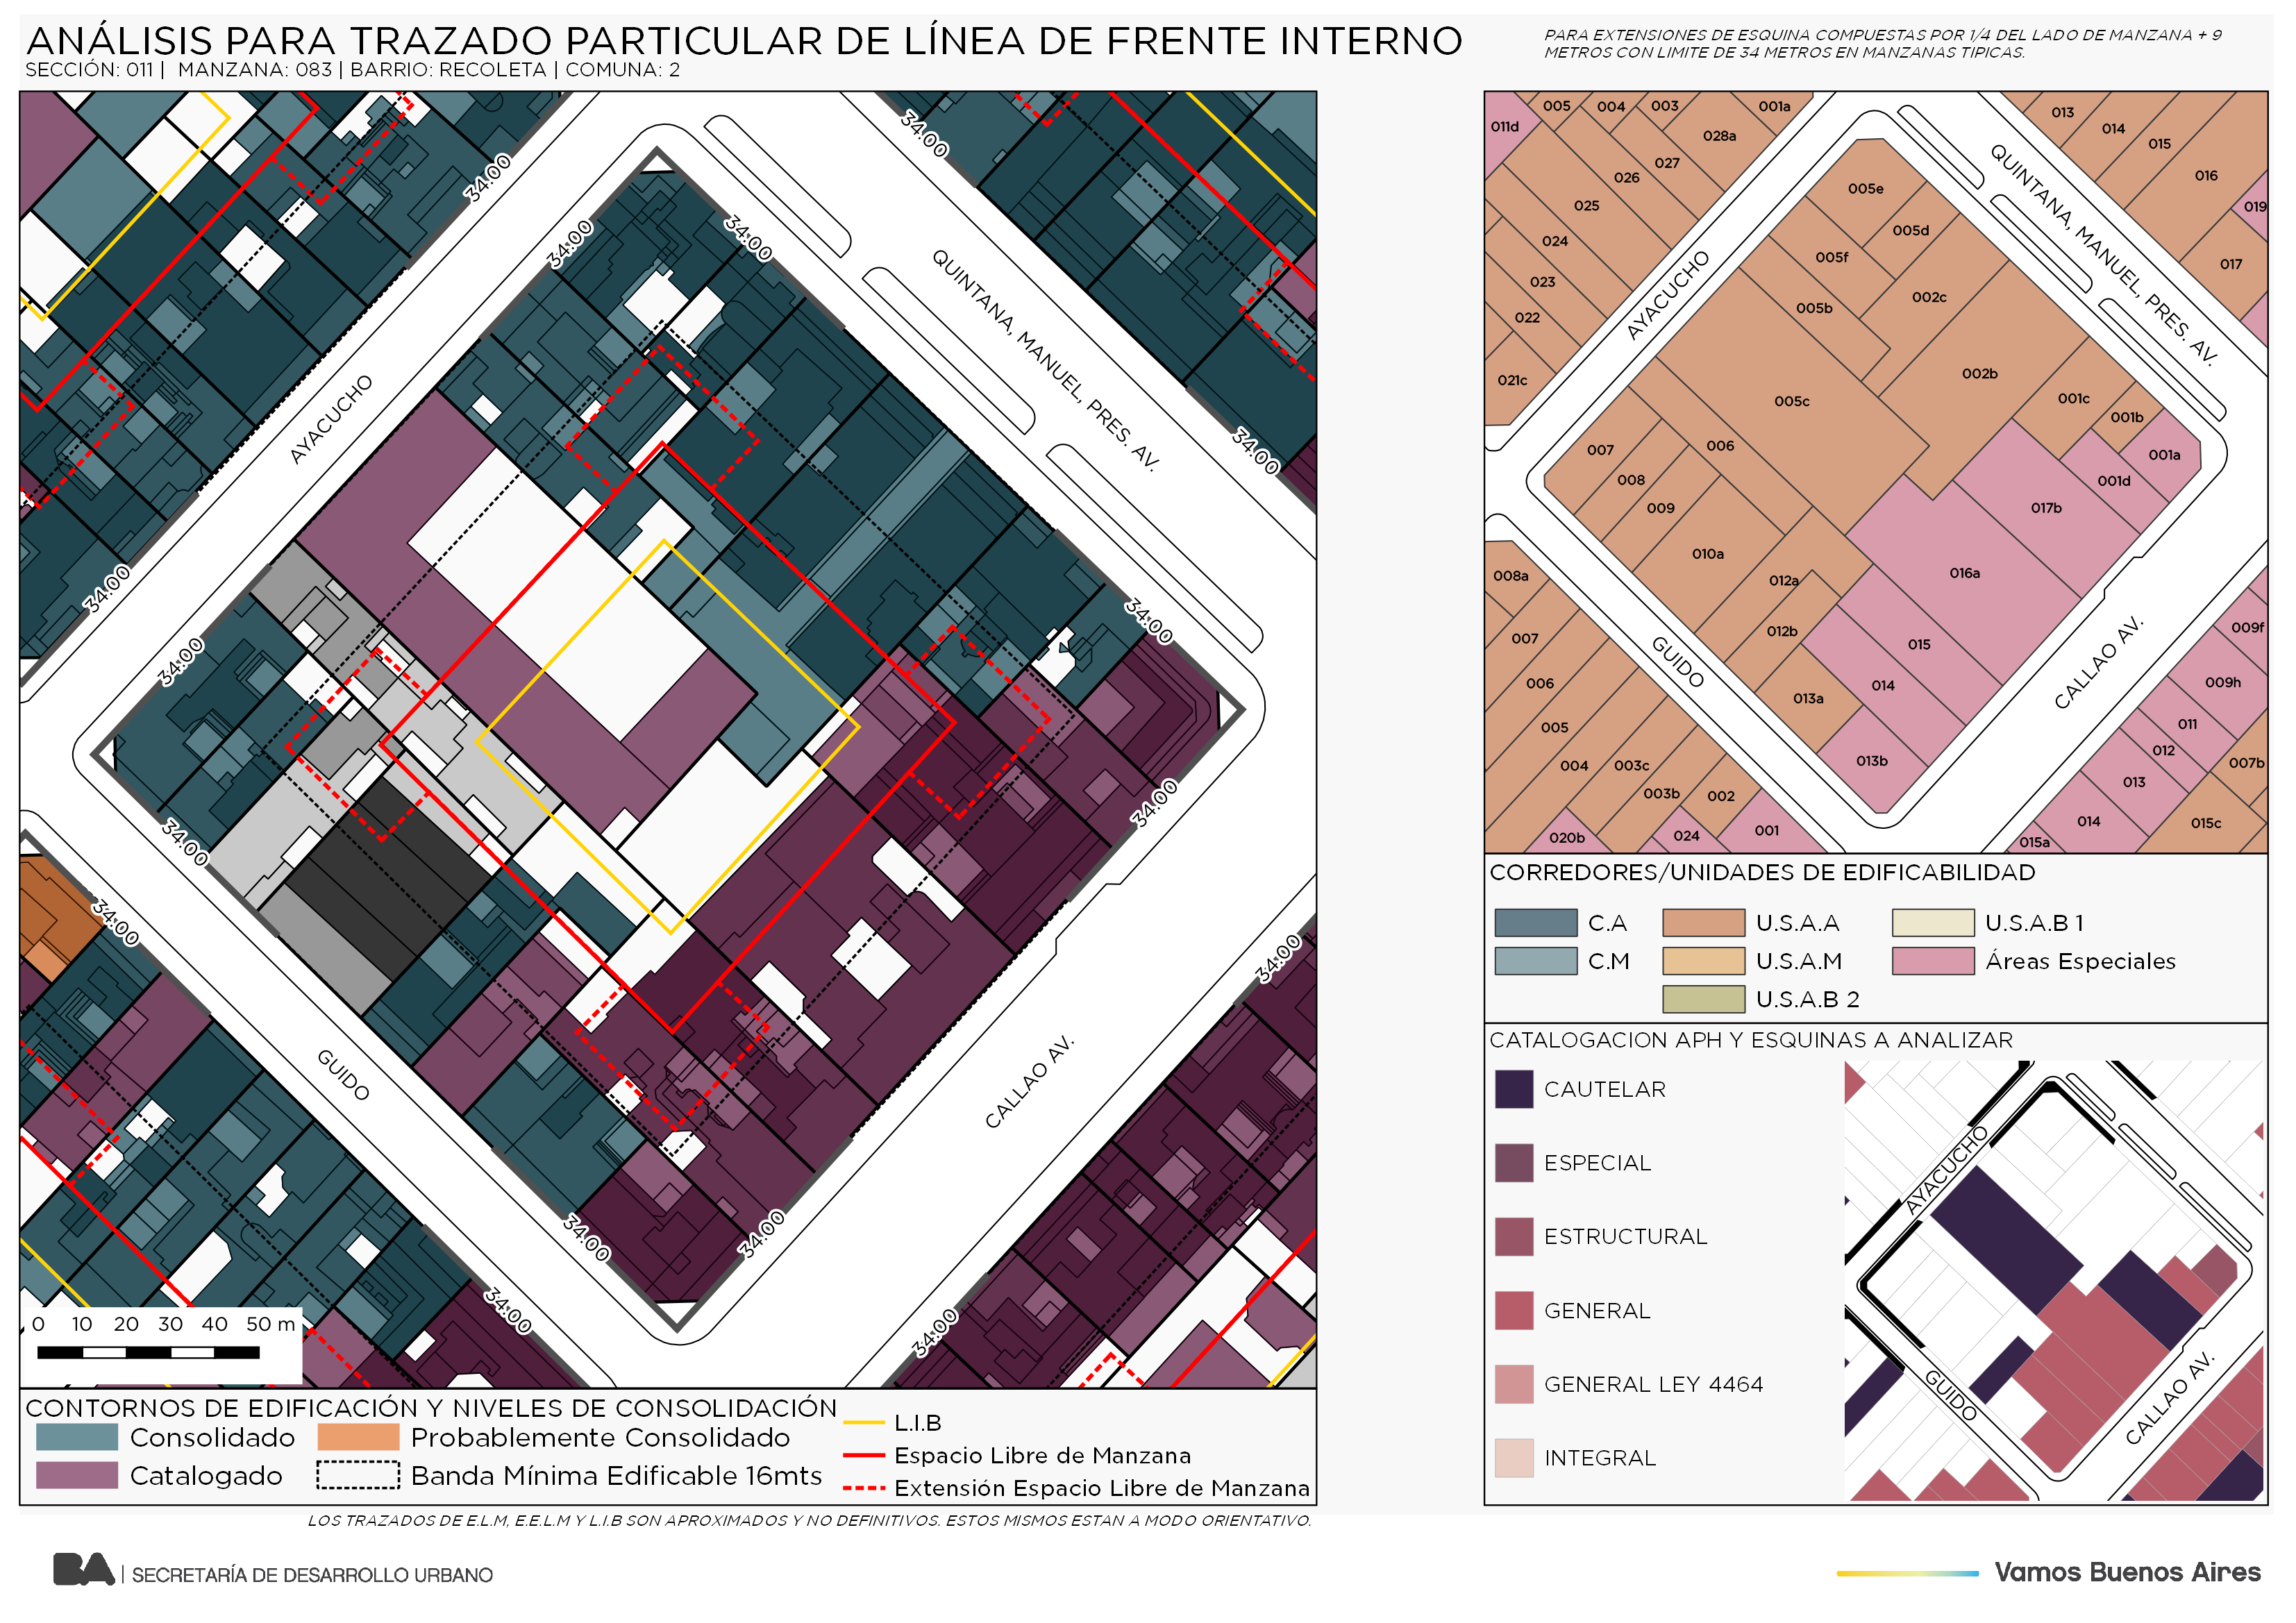 ANÁLISIS PARA TRAZADO PARTICULAR DE LÍNEA DE FRENTE INTERNO
SECCIÓN: 011 | MANZANA: 083 | BARRIO: RECOLETA | COMUNA: 2
PARA EXTENSIONES DE ESQUINA COMPUESTAS POR 1/4 DEL LADO DE MANZANA + 9
METROS CON LIMITE DE 34 METROS EN MANZANAS TIPICAS.
34:00
34:00
34:00
34:00
QUINTANA, MANUEL, PRES. AV.
AYACUCHO
34:00
34:00
34:00
34:00
34:00
34:00
34:00
GUIDO
CALLAO AV.
34:00
34:00
34:00
34:00
34:00
0 10 20 30 40 50 m
CONTORNOS DE EDIFICACIÓN Y NIVELES DE CONSOLIDACIÓN
Consolidado
Probablemente Consolidado
Catalogado
Banda Mínima Edificable 16mts
L.I.B
Espacio Libre de Manzana
Extensión Espacio Libre de Manzana
LOS TRAZADOS DE E.L.M, E.E.L.M Y L.I.B SON APROXIMADOS Y NO DEFINITIVOS. ESTOS MISMOS ESTAN A MODO ORIENTATIVO.
011d
005
004
003
001a
028a
027
026
025
024
023
022
021c
013
014
015
016
019
017
QUINTANA, MANUEL, PRES. AV.
AYACUCHO
005e
005d
005f
002c
005b
002b
005c
001c
001b
001a
001d
017b
007
006
008
009
010a
012a
016a
012b
015
014
013a
013b
GUIDO
CALLAO AV.
008a
007
006
005
004
003c
003b
002
020b
024
001
009f
009h
011
012
007b
013
014
015c
015a
CORREDORES/UNIDADES DE EDIFICABILIDAD
C.A
U.S.A.A
U.S.A.B 1
C.M
U.S.A.M
Áreas Especiales
U.S.A.B 2
CATALOGACION APH Y ESQUINAS A ANALIZAR
CAUTELAR
ESPECIAL
ESTRUCTURAL
GENERAL
GENERAL LEY 4464
INTEGRAL
AYACUCHO
GUIDO
CALLAO AV.
BA | SECRETARÍA DE DESARROLLO URBANO
Vamos Buenos Aires